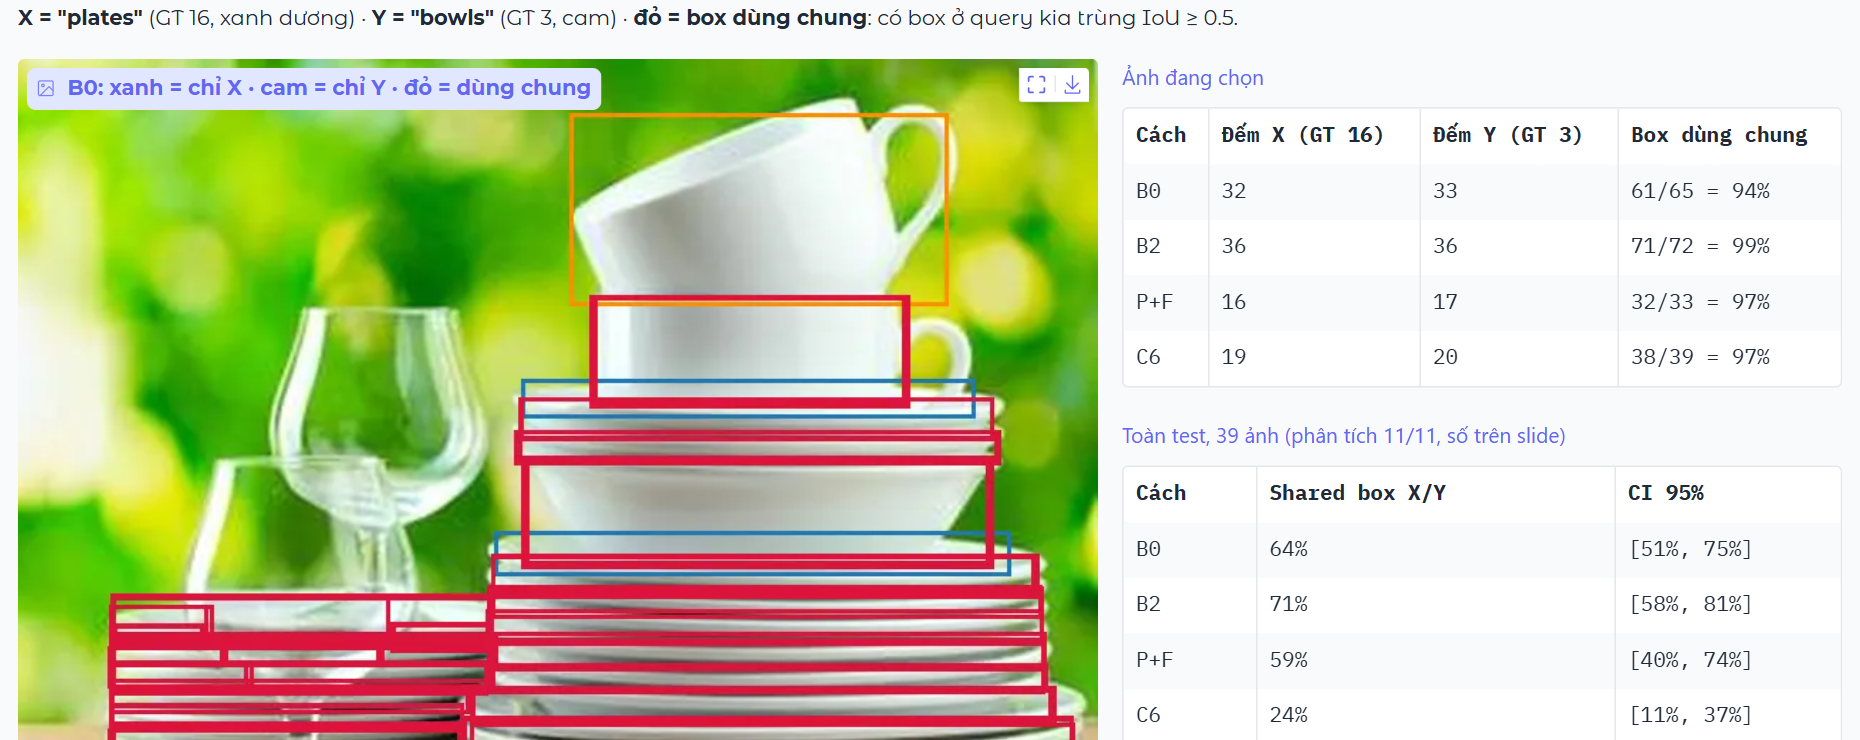 X = "plates" (GT 16, xanh dương) · Y = "bowls" (GT 3, cam) · đỏ = box dùng chung: có box ở query kia trùng IoU ≥ 0.5.
B0: xanh = chỉ X · cam = chỉ Y · đỏ = dùng chung
Ảnh đang chọn
Cách Đếm X (GT 16) Đếm Y (GT 3) Box dùng chung
B0 32 33 61/65 = 94%
B2 36 36 71/72 = 99%
P+F 16 17 32/33 = 97%
C6 19 20 38/39 = 97%
Toàn test, 39 ảnh (phân tích 11/11, số trên slide)
Cách Shared box X/Y CI 95%
B0 64% [51%, 75%]
B2 71% [58%, 81%]
P+F 59% [40%, 74%]
C6 24% [11%, 37%]